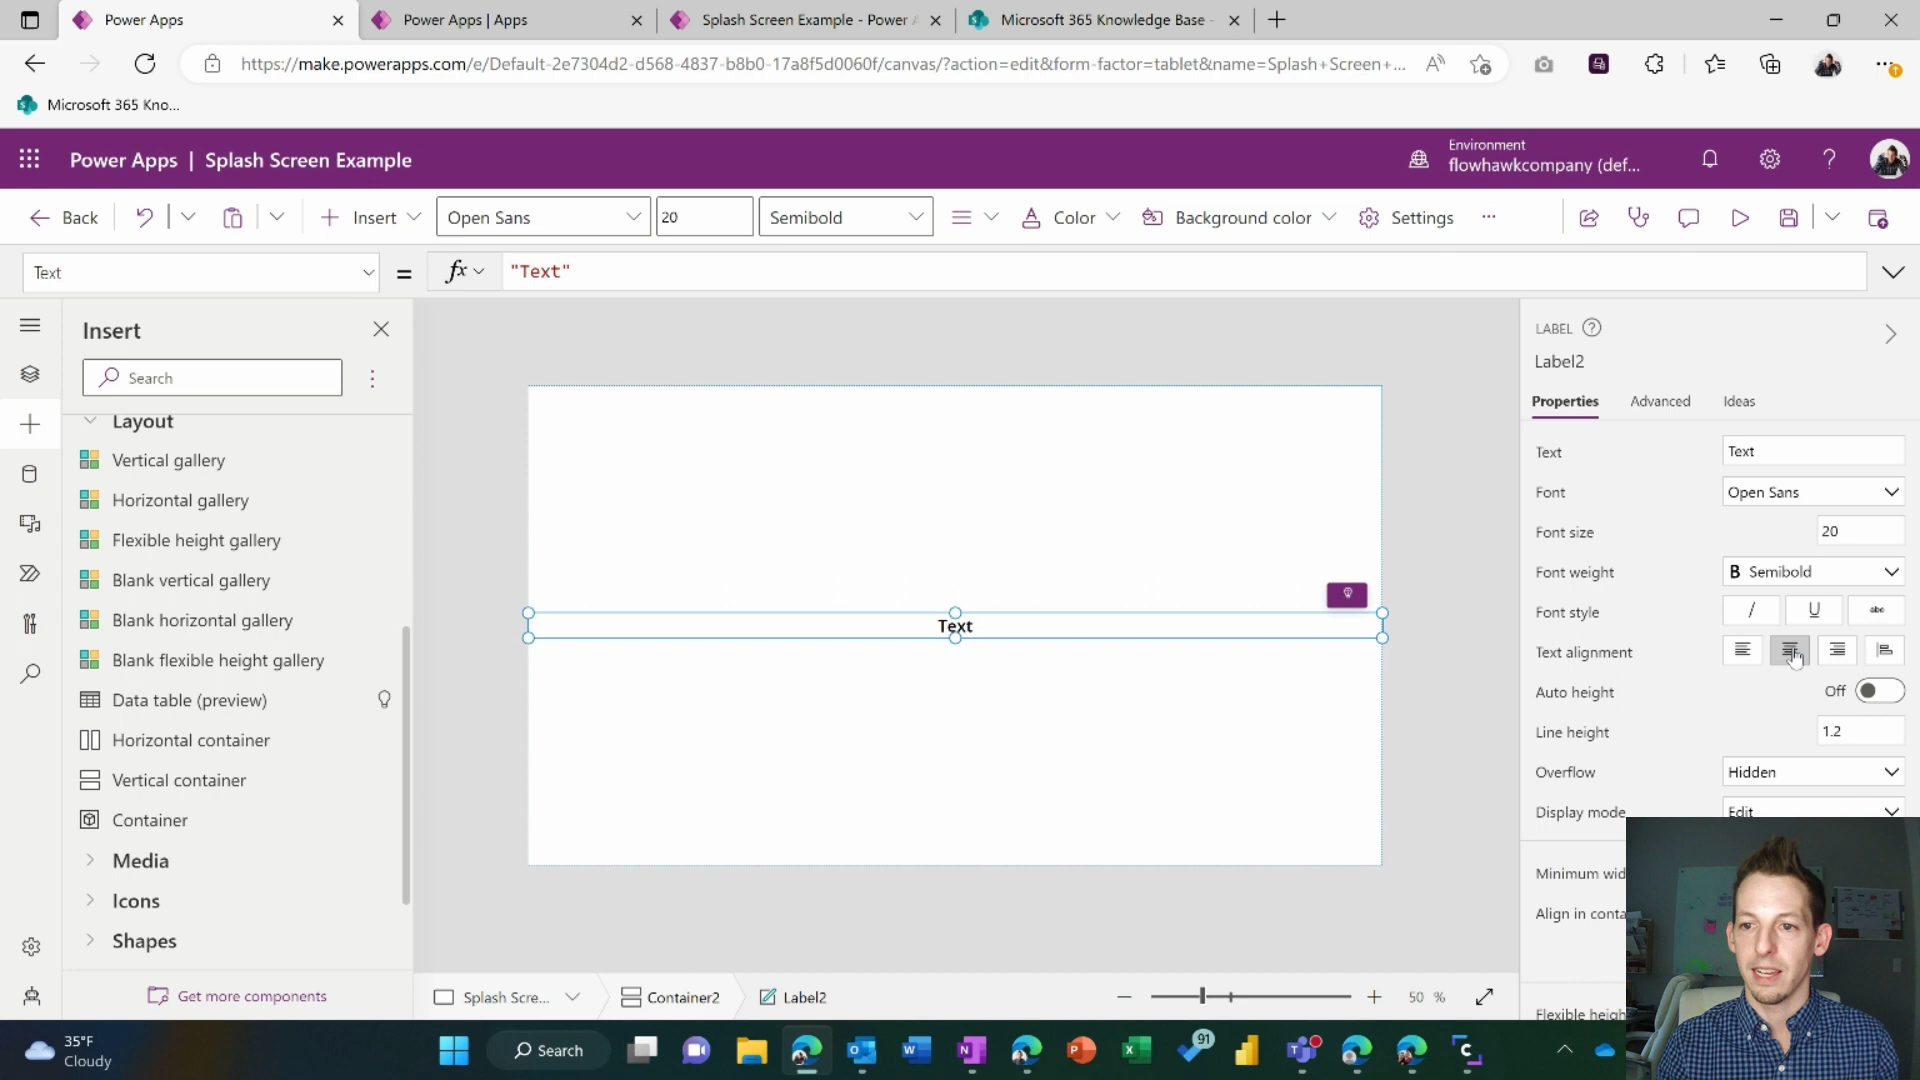 Power Apps
Power Apps | Apps
Splash Screen Example - Power A
Microsoft 365 Knowledge Base -
https://make.powerapps.com/e/Default-2e7304d2-d568-4837-b8b0-17a8f5d0060f/canvas/?action=edit&form-factor=tablet&name=Splash+Screen+...
Microsoft 365 Kno...
Power Apps | Splash Screen Example
Environment
flowhawkcompany (def...
Back
Insert
Open Sans
20
Semibold
Color
Background color
Settings
Text
=
fx
"Text"
Insert
Search
Layout
Vertical gallery
Horizontal gallery
Flexible height gallery
Blank vertical gallery
Blank horizontal gallery
Blank flexible height gallery
Data table (preview)
Horizontal container
Vertical container
Container
Media
Icons
Shapes
Get more components
Text
Splash Scre...
Container2
Label2
50 %
LABEL
Label2
Properties
Advanced
Ideas
Text
Text
Font
Open Sans
Font size
20
Font weight
B Semibold
Font style
/
U
abc
Text alignment
Auto height
Off
Line height
1.2
Overflow
Hidden
Display mode
Edit
Minimum wid
Align in conta
Flexible heigh
35°F
Cloudy
Search
91